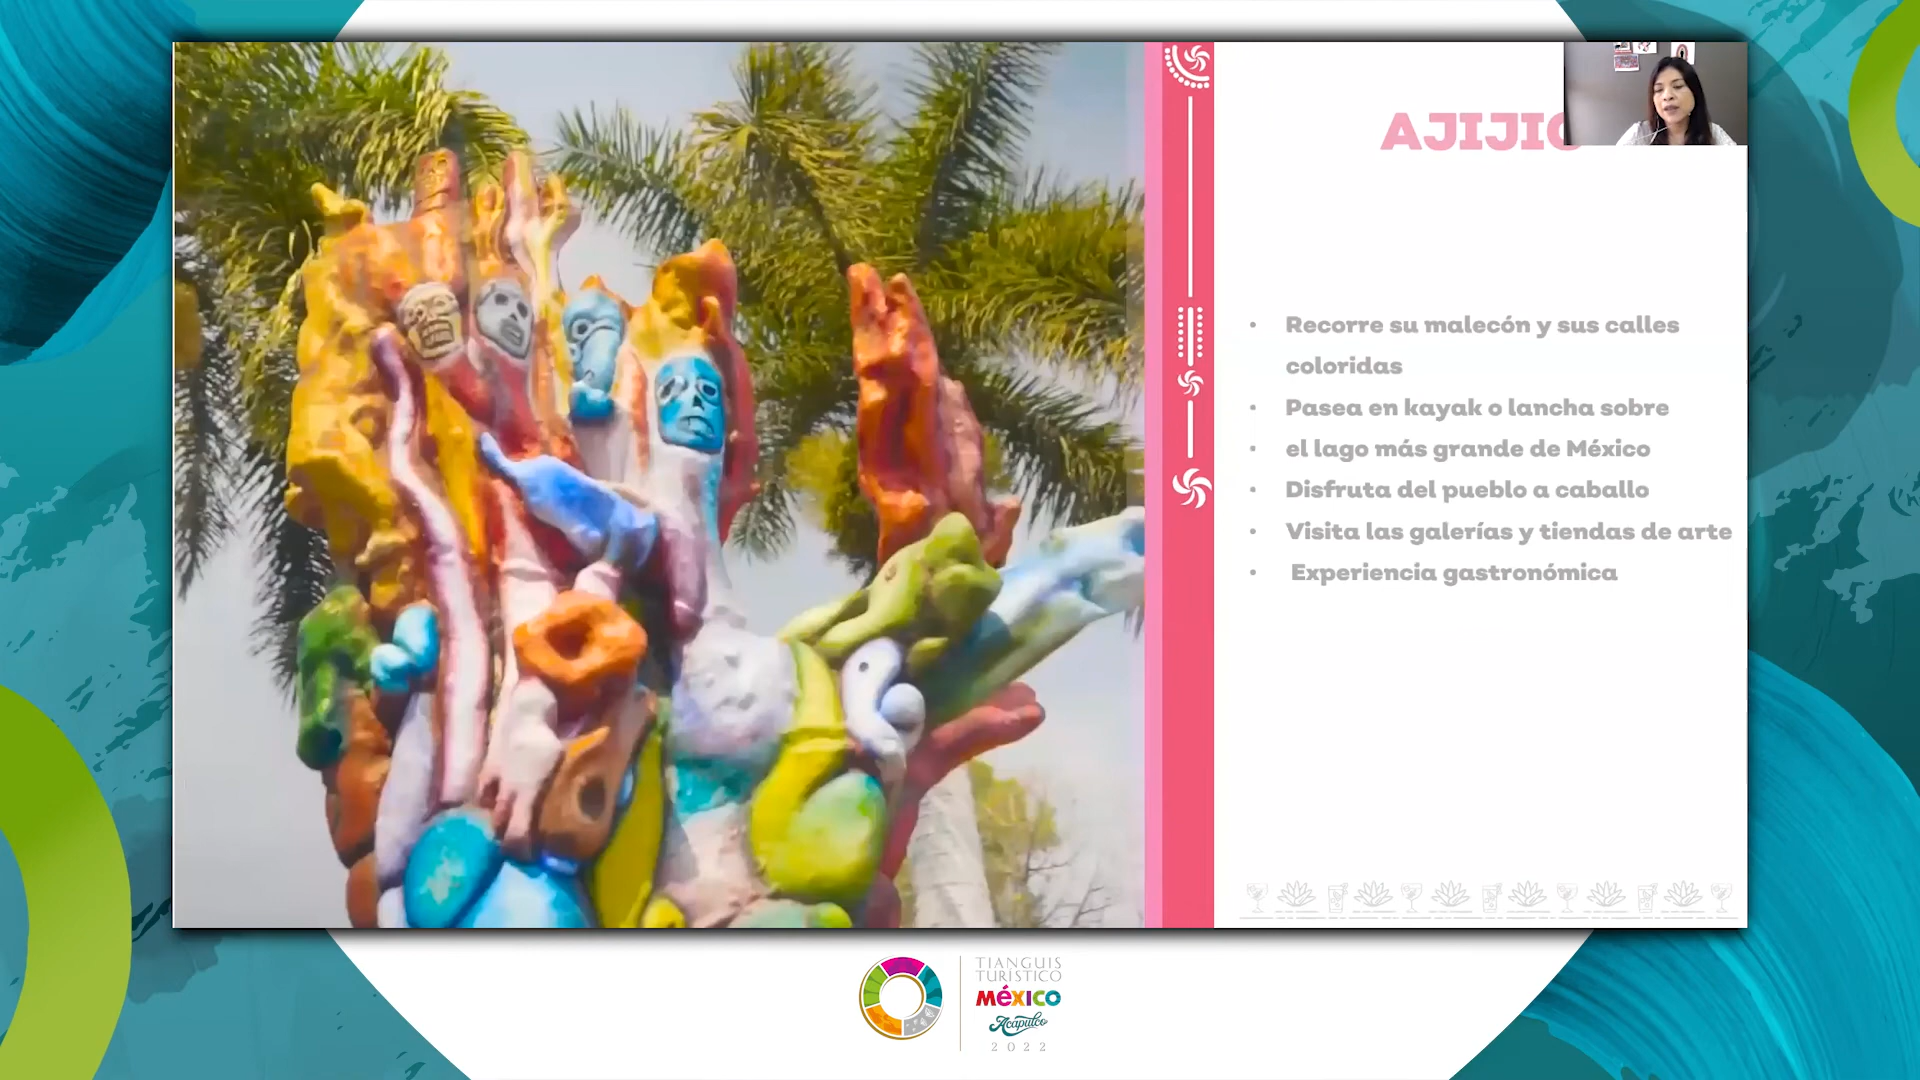 AJIJIC
• Recorre su malecón y sus calles
coloridas
• Pasea en kayak o lancha sobre
• el lago más grande de México
• Disfruta del pueblo a caballo
• Visita las galerías y tiendas de arte
• Experiencia gastronómica
TIANGUIS
TURÍSTICO
MéXICO
Acapulco
2022